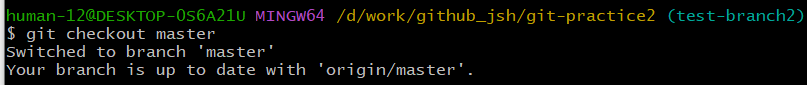 human-12@DESKTOP-OS6A21U MINGW64 /d/work/github_jsh/git-practice2 (test-branch2)
$ git checkout master
Switched to branch 'master'
Your branch is up to date with 'origin/master'.